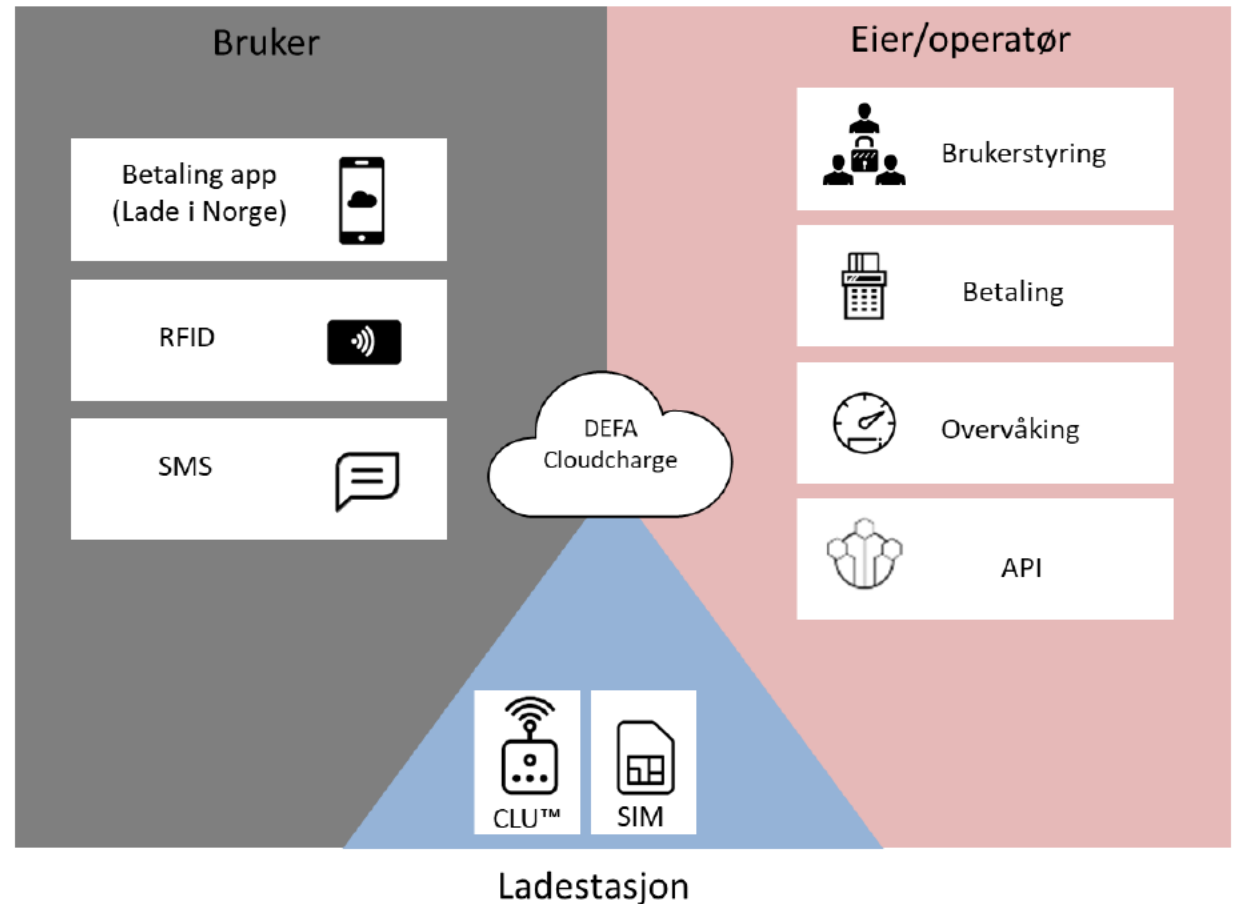 Bruker
Betaling app
(Lade i Norge)
RFID
SMS
Eier/operatør
Brukerstyring
Betaling
Overvåking
API
DEFA
Cloudcharge
CLU™
SIM
Ladestasjon